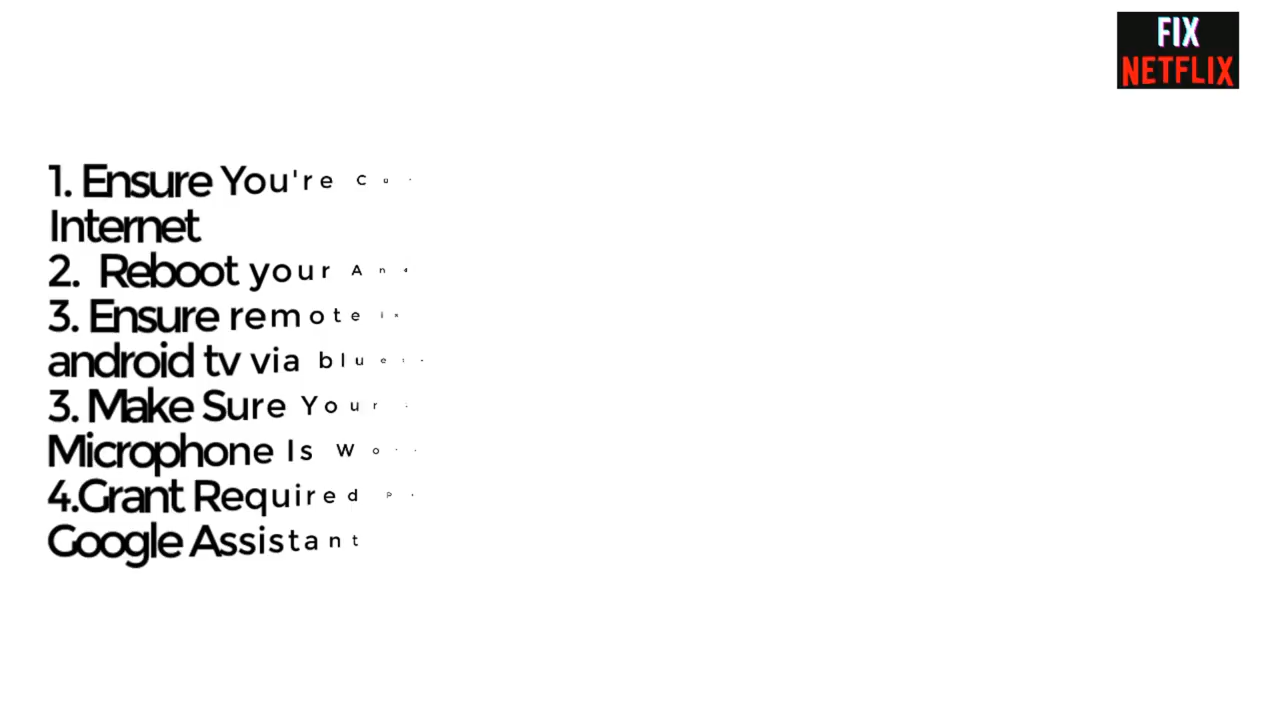 FIX
NETFLIX
1. Ensure You're
Internet
2. Reboot your
3. Ensure remote
android tv via
3. Make Sure Your
Microphone Is
4.Grant Required
Google Assistant